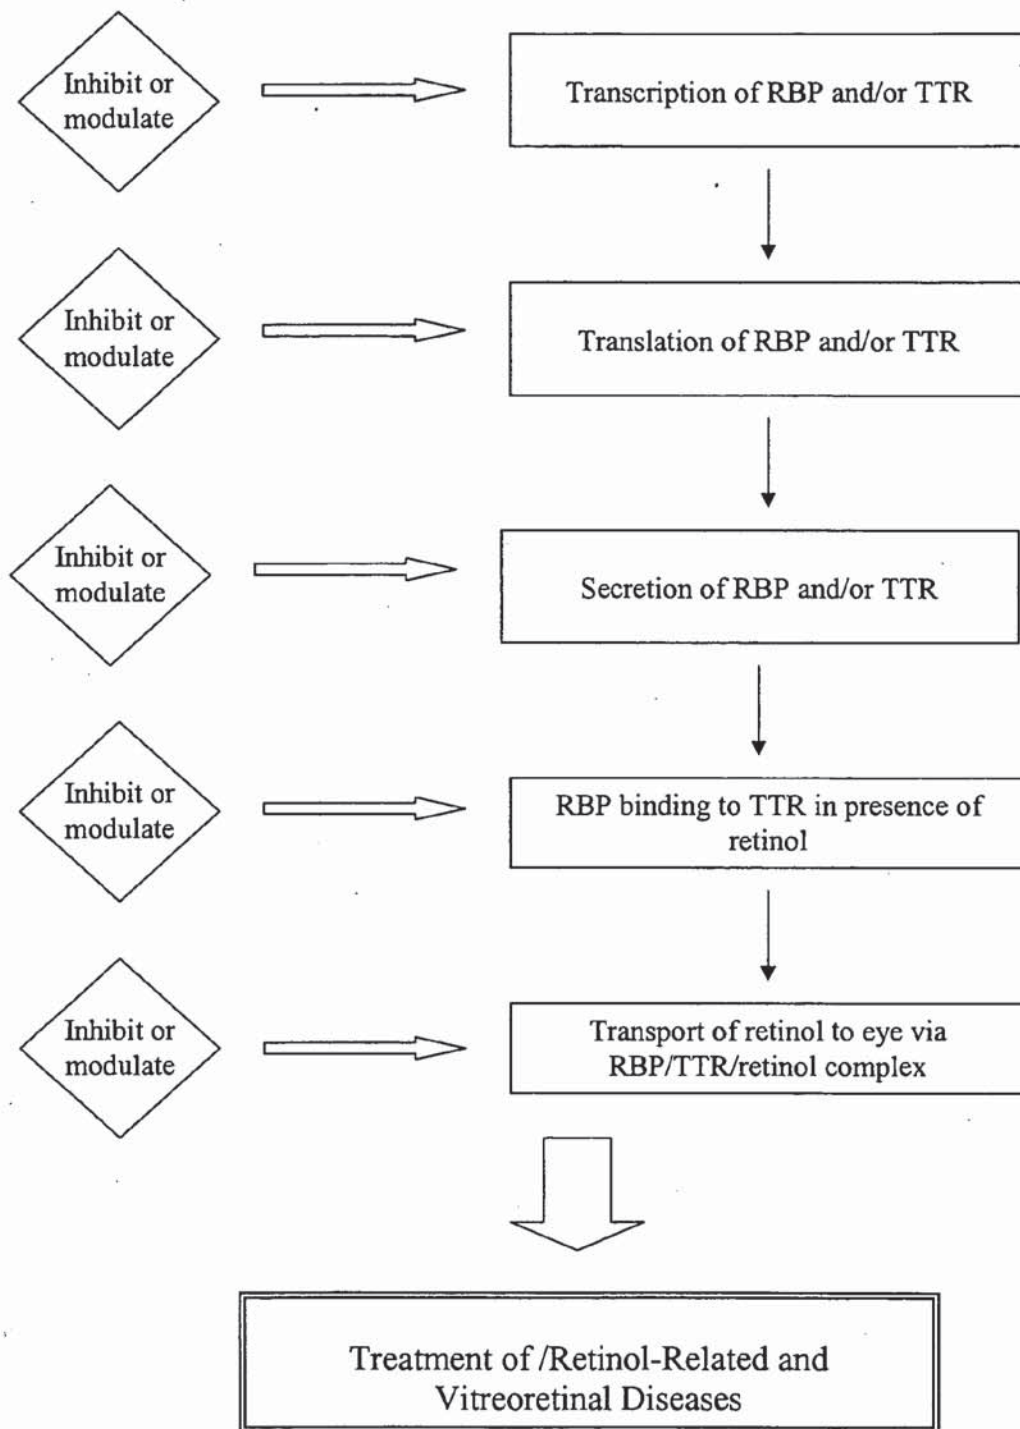 Inhibit or
modulate
Transcription of RBP and/or TTR
Inhibit or
modulate
Translation of RBP and/or TTR
Inhibit or
modulate
Secretion of RBP and/or TTR
Inhibit or
modulate
RBP binding to TTR in presence of
retinol
Inhibit or
modulate
Transport of retinol to eye via
RBP/TTR/retinol complex
Treatment of /Retinol-Related and
Vitreoretinal Diseases